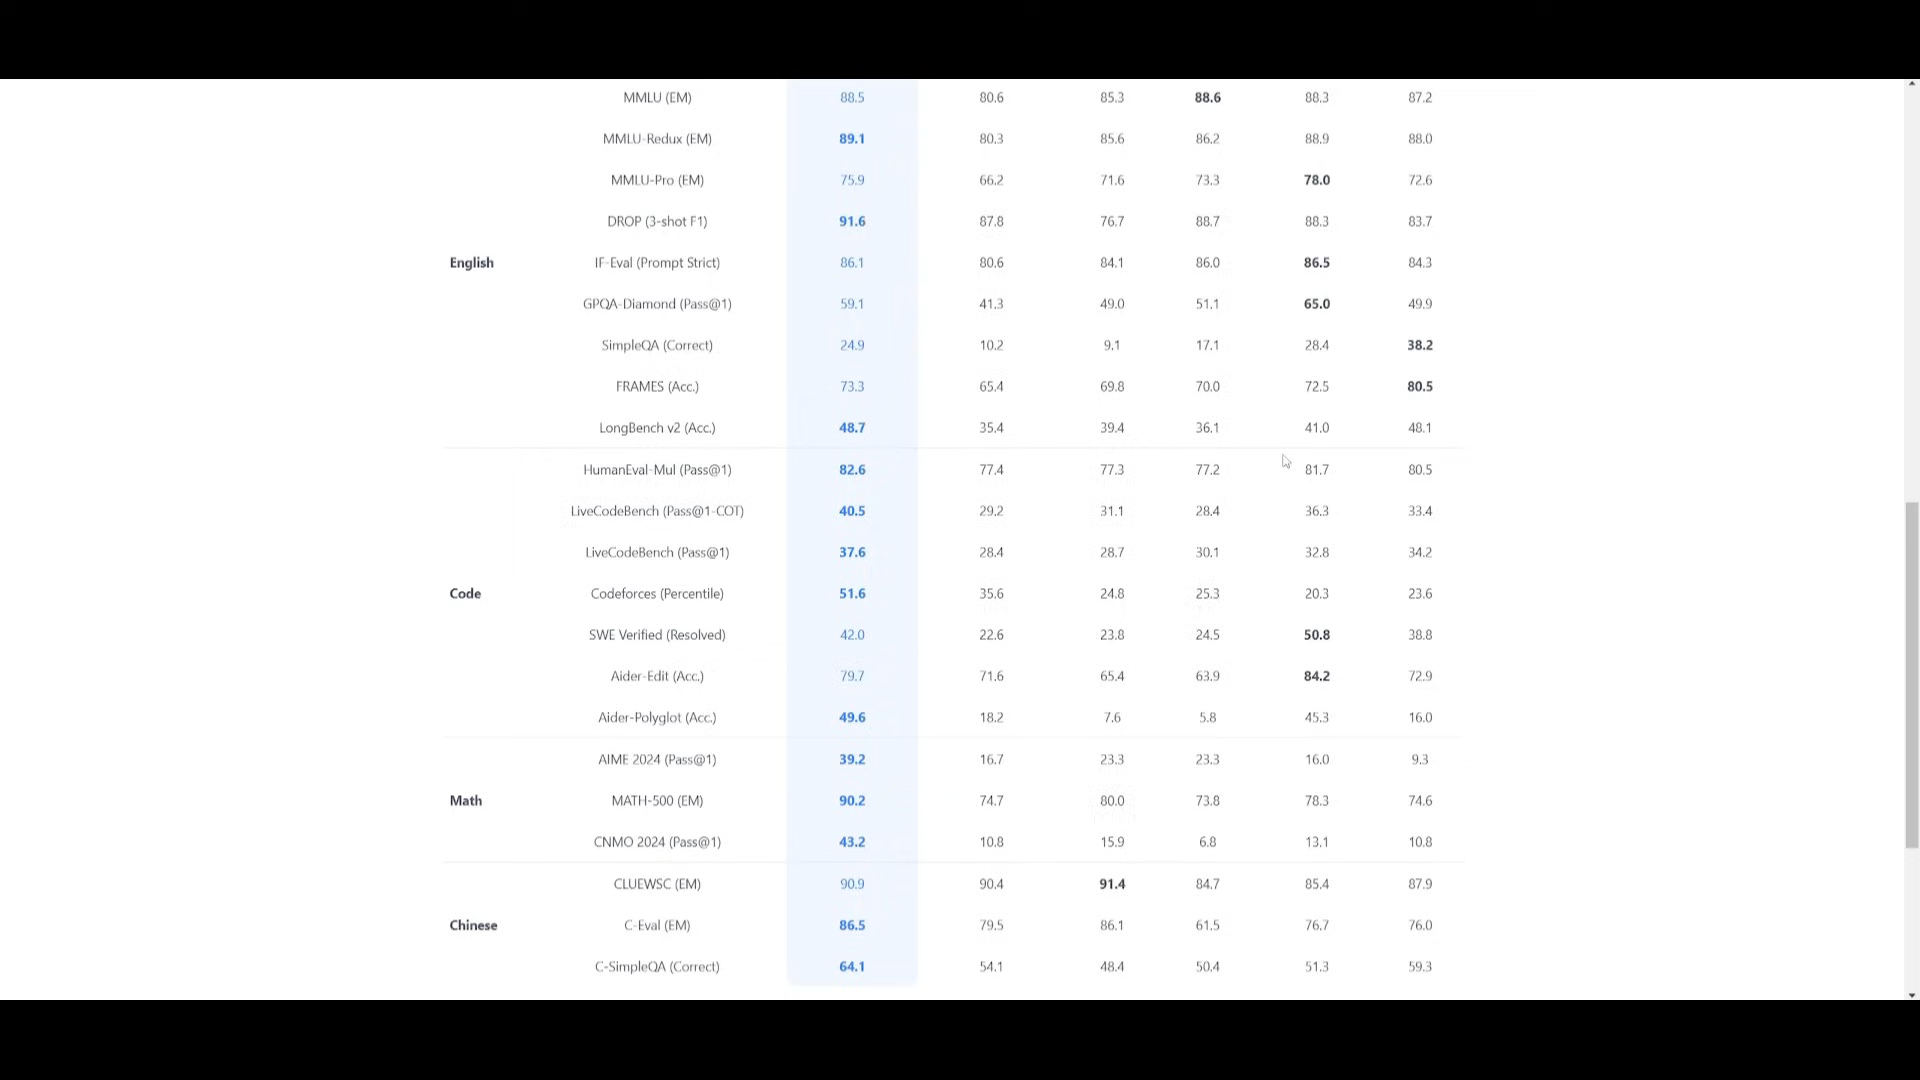 MMLU (EM) 88.5 80.6 85.3 88.6 88.3 87.2
MMLU-Redux (EM) 89.1 80.3 85.6 86.2 88.9 88.0
MMLU-Pro (EM) 75.9 66.2 71.6 73.3 78.0 72.6
DROP (3-shot F1) 91.6 87.8 76.7 88.7 88.3 83.7
English IF-Eval (Prompt Strict) 86.1 80.6 84.1 86.0 86.5 84.3
GPQA-Diamond (Pass@1) 59.1 41.3 49.0 51.1 65.0 49.9
SimpleQA (Correct) 24.9 10.2 9.1 17.1 28.4 38.2
FRAMES (Acc.) 73.3 65.4 69.8 70.0 72.5 80.5
LongBench v2 (Acc.) 48.7 35.4 39.4 36.1 41.0 48.1
HumanEval-Mul (Pass@1) 82.6 77.4 77.3 77.2 81.7 80.5
LiveCodeBench (Pass@1-COT) 40.5 29.2 31.1 28.4 36.3 33.4
LiveCodeBench (Pass@1) 37.6 28.4 28.7 30.1 32.8 34.2
Code Codeforces (Percentile) 51.6 35.6 24.8 25.3 20.3 23.6
SWE Verified (Resolved) 42.0 22.6 23.8 24.5 50.8 38.8
Aider-Edit (Acc.) 79.7 71.6 65.4 63.9 84.2 72.9
Aider-Polyglot (Acc.) 49.6 18.2 7.6 5.8 45.3 16.0
AIME 2024 (Pass@1) 39.2 16.7 23.3 23.3 16.0 9.3
Math MATH-500 (EM) 90.2 74.7 80.0 73.8 78.3 74.6
CNMO 2024 (Pass@1) 43.2 10.8 15.9 6.8 13.1 10.8
CLUEWSC (EM) 90.9 90.4 91.4 84.7 85.4 87.9
Chinese C-Eval (EM) 86.5 79.5 86.1 61.5 76.7 76.0
C-SimpleQA (Correct) 64.1 54.1 48.4 50.4 51.3 59.3